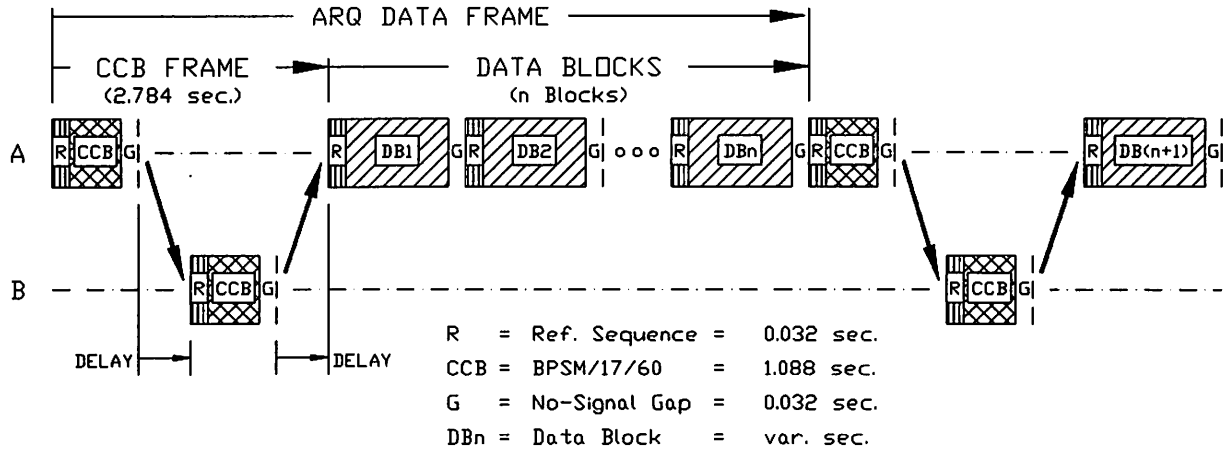 ARQ DATA FRAME
CCB FRAME DATA BLOCKS
(2.784 sec.) (n Blocks)
A R CCB G R DB1 G R DB2 G ooo R DBn G R CCB G R DB(n+1) G
B R CCB G R CCB G
DELAY DELAY
R = Ref. Sequence = 0.032 sec.
CCB = BPSM/17/60 = 1.088 sec.
G = No-Signal Gap = 0.032 sec.
DBn = Data Block = var. sec.